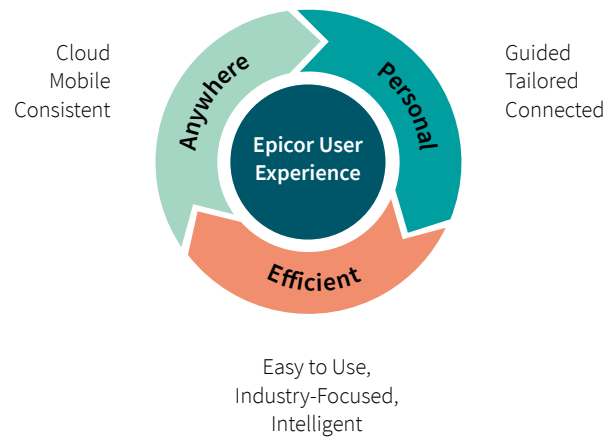 Cloud
Mobile
Consistent
Anywhere
Personal
Guided
Tailored
Connected
Epicor User
Experience
Efficient
Easy to Use,
Industry-Focused,
Intelligent